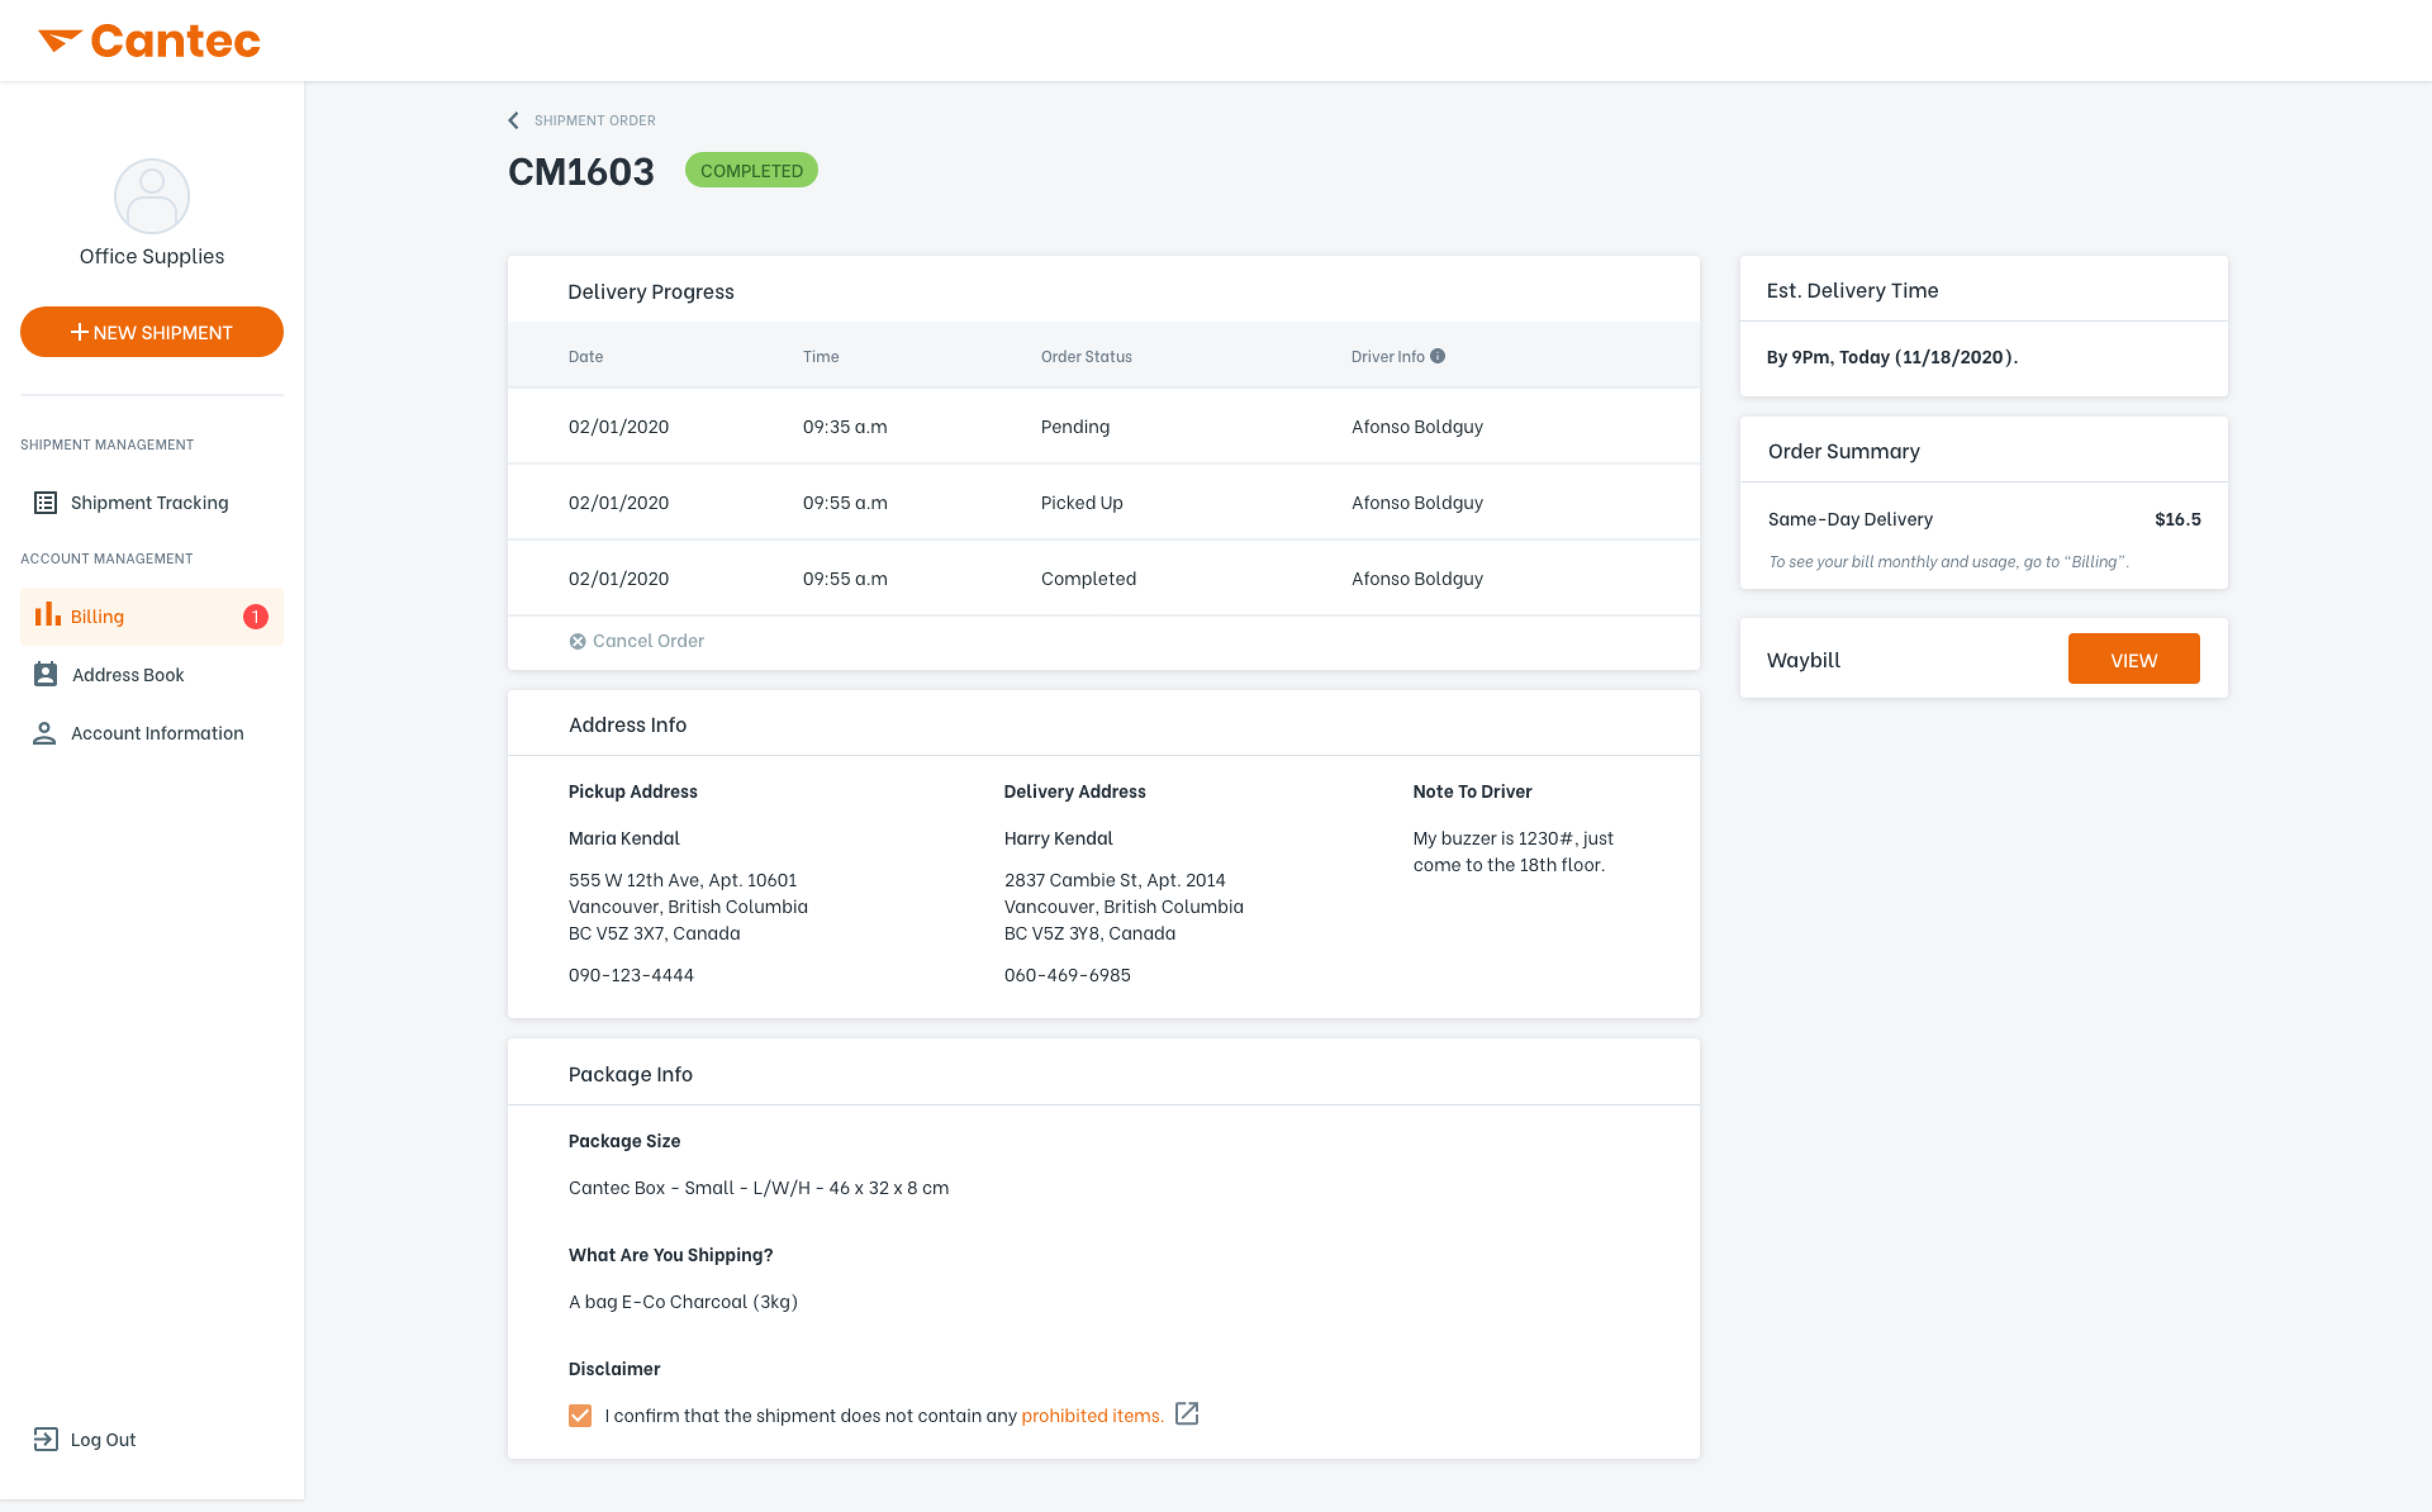 Cantec
Office Supplies
NEW SHIPMENT
SHIPMENT MANAGEMENT
Shipment Tracking
ACCOUNT MANAGEMENT
Billing 1
Address Book
Account Information
Log Out
SHIPMENT ORDER
CM1603 COMPLETED
Delivery Progress
Date Time Order Status Driver Info
02/01/2020 09:35 a.m Pending Afonso Boldguy
02/01/2020 09:55 a.m Picked Up Afonso Boldguy
02/01/2020 09:55 a.m Completed Afonso Boldguy
Cancel Order
Address Info
Pickup Address
Maria Kendal
555 W 12th Ave, Apt. 10601
Vancouver, British Columbia
BC V5Z 3X7, Canada
090-123-4444
Delivery Address
Harry Kendal
2837 Cambie St, Apt. 2014
Vancouver, British Columbia
BC V5Z 3Y8, Canada
060-469-6985
Note To Driver
My buzzer is 1230#, just
come to the 18th floor.
Package Info
Package Size
Cantec Box - Small - L/W/H - 46 x 32 x 8 cm
What Are You Shipping?
A bag E-Co Charcoal (3kg)
Disclaimer
I confirm that the shipment does not contain any prohibited items.
Est. Delivery Time
By 9Pm, Today (11/18/2020).
Order Summary
Same-Day Delivery $16.5
To see your bill monthly and usage, go to “Billing”.
Waybill VIEW